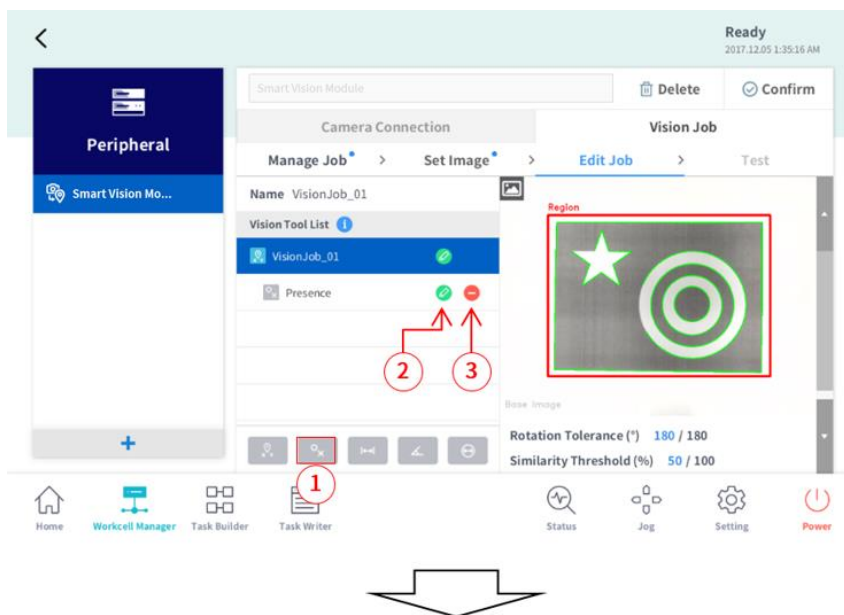 Ready
2017.12.05 1:35:16 AM
Smart Vision Module
Delete
Confirm
Peripheral
Camera Connection
Vision Job
Manage Job > Set Image > Edit Job > Test
Smart Vision Mo...
Name VisionJob_01
Vision Tool List
VisionJob_01
Presence
Region
2
3
Base Image
Rotation Tolerance (°) 180 / 180
Similarity Threshold (%) 50 / 100
+
1
Home
Workcell Manager
Task Builder
Task Writer
Status
Jog
Setting
Power